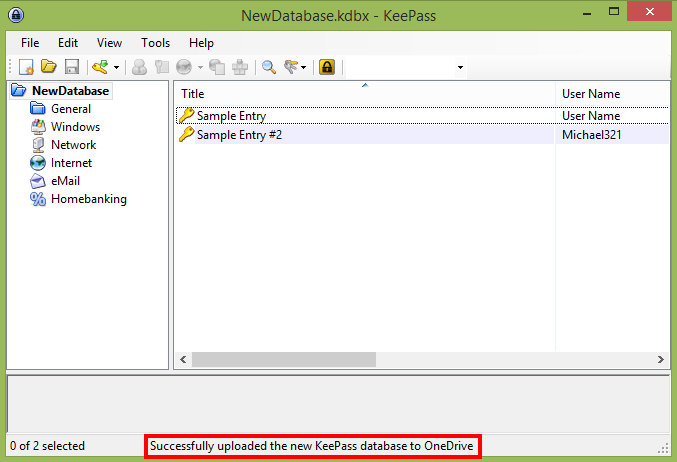 NewDatabase.kdbx - KeePass
File Edit View Tools Help
NewDatabase
General
Windows
Network
Internet
eMail
Homebanking
Title User Name
Sample Entry User Name
Sample Entry #2 Michael321
0 of 2 selected Successfully uploaded the new KeePass database to OneDrive